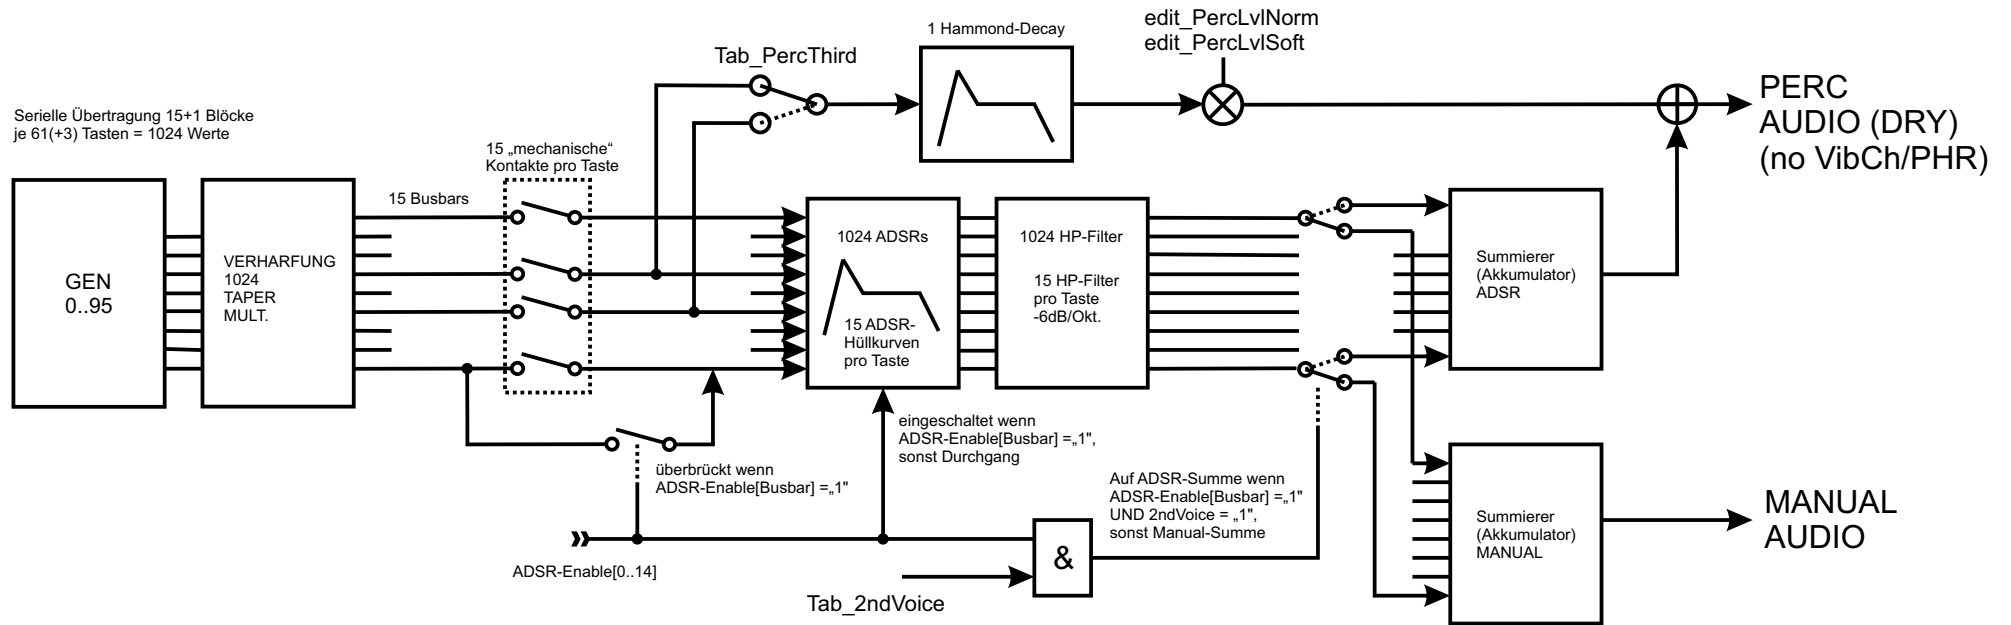 edit_PercLvlNorm
edit_PercLvlSoft
1 Hammond-Decay
Tab_PercThird
PERC
AUDIO (DRY)
(no VibCh/PHR)
Serielle Übertragung 15+1 Blöcke
je 61(+3) Tasten = 1024 Werte
15 „mechanische“
Kontakte pro Taste
15 Busbars
GEN
0..95
VERHARFUNG
1024
TAPER
MULT.
1024 ADSRs
15 ADSR-
Hüllkurven
pro Taste
1024 HP-Filter
15 HP-Filter
pro Taste
-6dB/Okt.
Summierer
(Akkumulator)
ADSR
eingeschaltet wenn
ADSR-Enable[Busbar] =„1",
sonst Durchgang
überbrückt wenn
ADSR-Enable[Busbar] =„1"
Auf ADSR-Summe wenn
ADSR-Enable[Busbar] =„1"
UND 2ndVoice = „1",
sonst Manual-Summe
Summierer
(Akkumulator)
MANUAL
MANUAL
AUDIO
&
ADSR-Enable[0..14]
Tab_2ndVoice